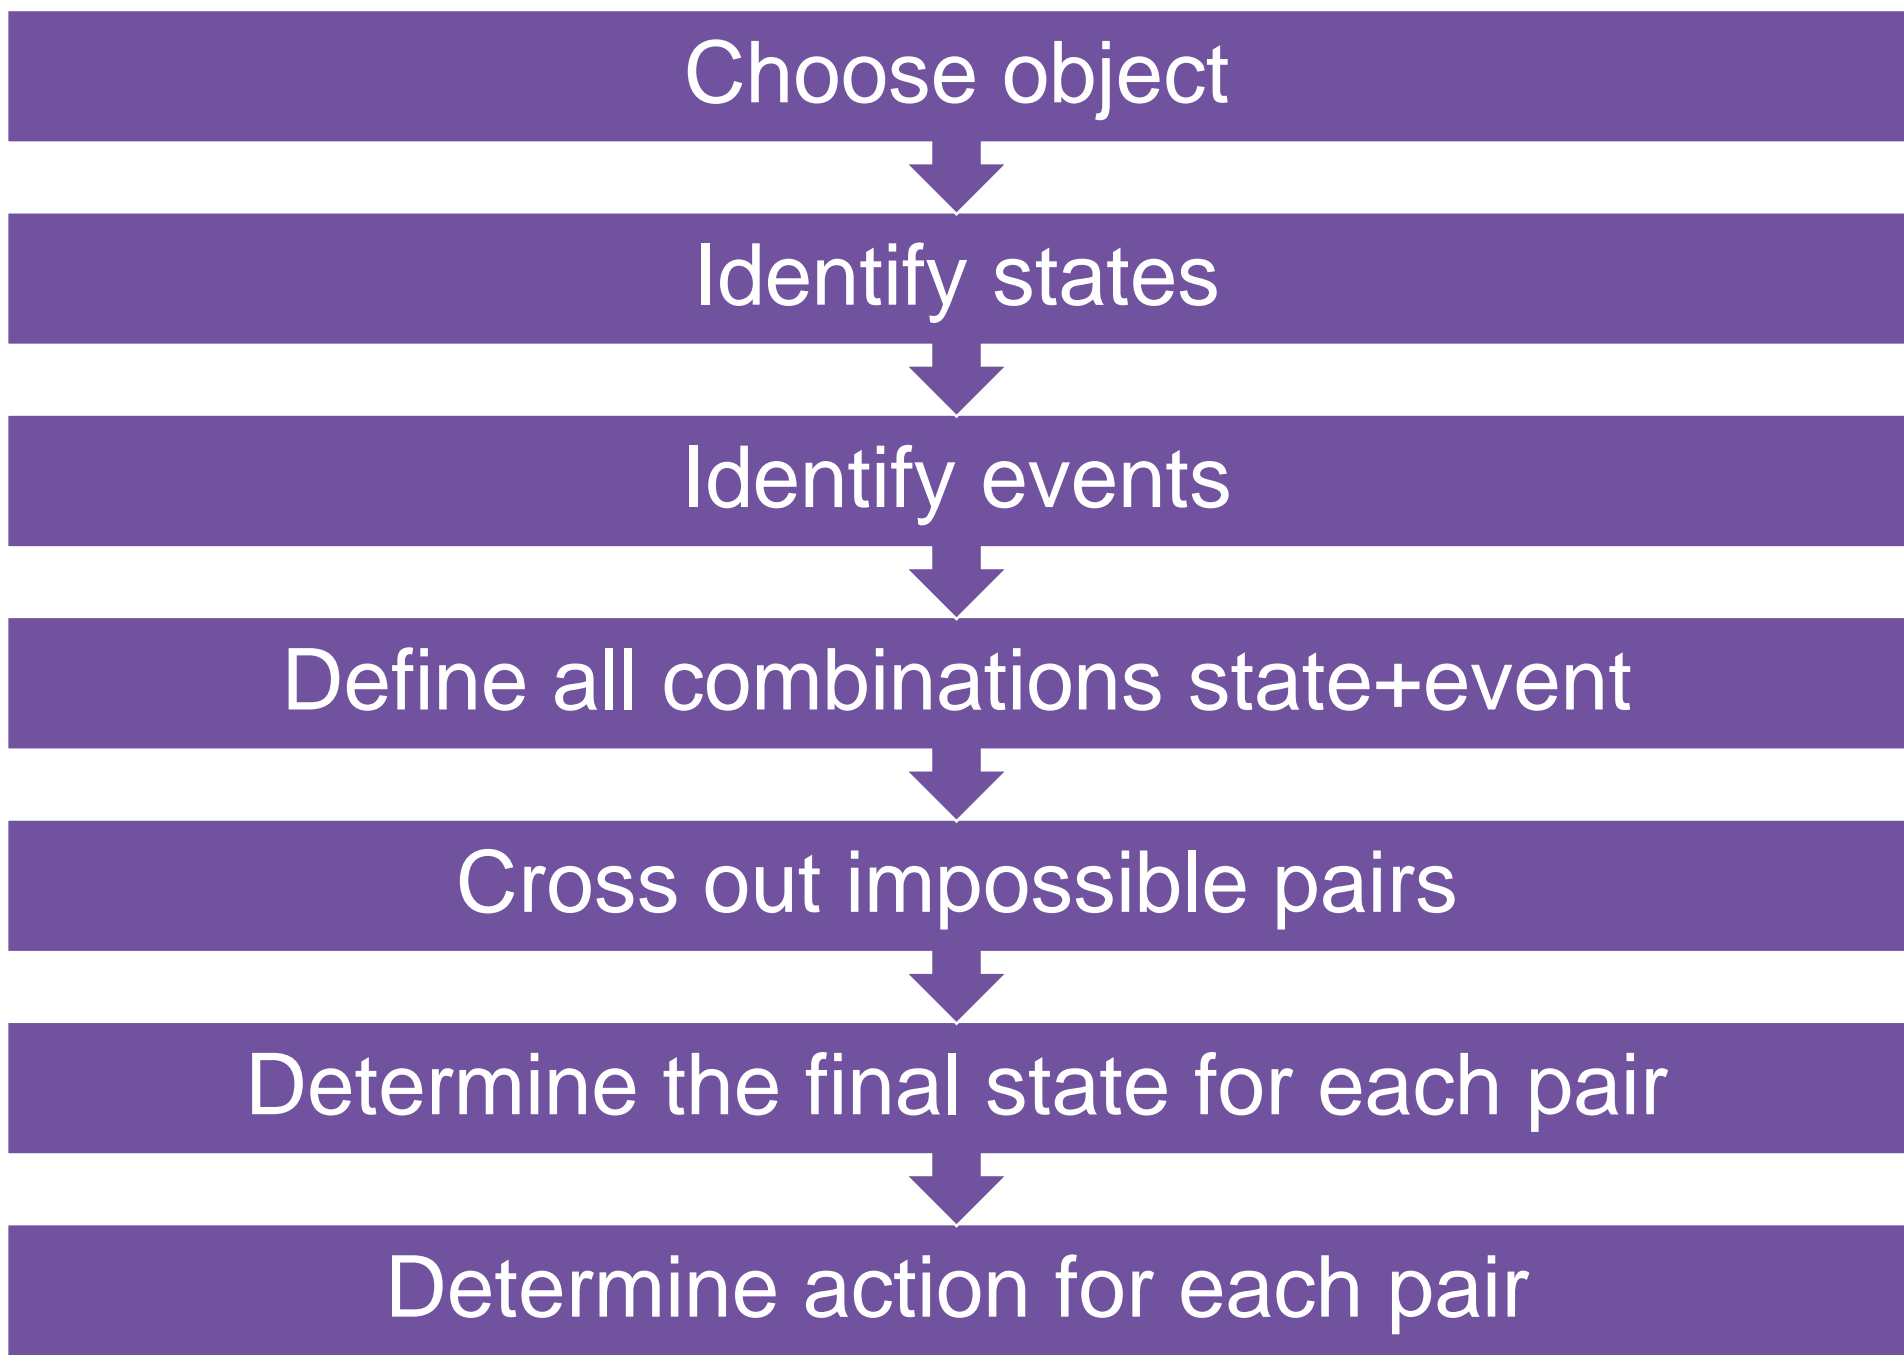 Choose object
Identify states
Identify events
Define all combinations state+event
Cross out impossible pairs
Determine the final state for each pair
Determine action for each pair